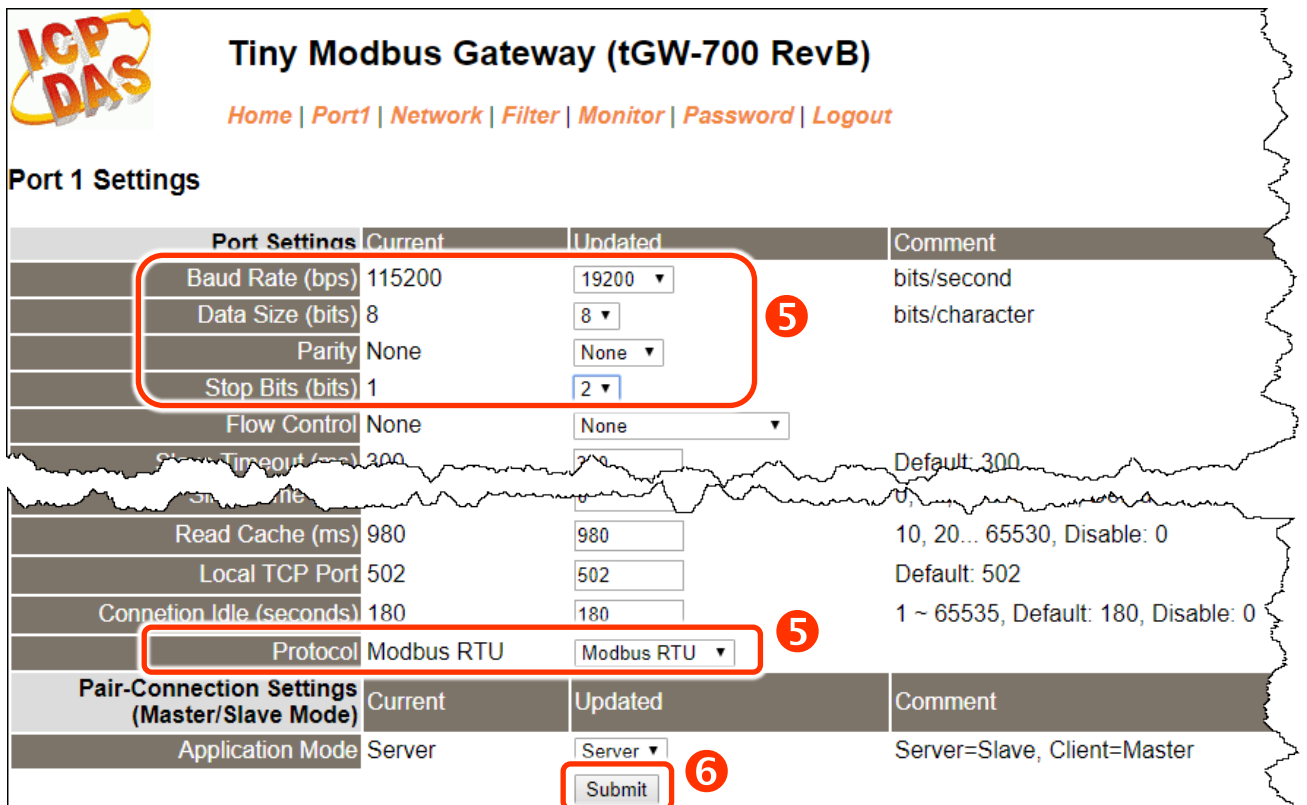 ICP
DAS
Tiny Modbus Gateway (tGW-700 RevB)
Home | Port1 | Network | Filter | Monitor | Password | Logout
Port 1 Settings
Port Settings Current Updated Comment
Baud Rate (bps) 115200 19200 bits/second
Data Size (bits) 8 8 bits/character
5
Parity None None
Stop Bits (bits) 1 2
Flow Control None None
Timeout (ms) 300 Default: 300
Read Cache (ms) 980 980 10, 20... 65530, Disable: 0
Local TCP Port 502 502 Default: 502
Connetion Idle (seconds) 180 180 1 ~ 65535, Default: 180, Disable: 0
5
Protocol Modbus RTU Modbus RTU
Pair-Connection Settings
(Master/Slave Mode) Current Updated Comment
Application Mode Server Server Server=Slave, Client=Master
Submit 6